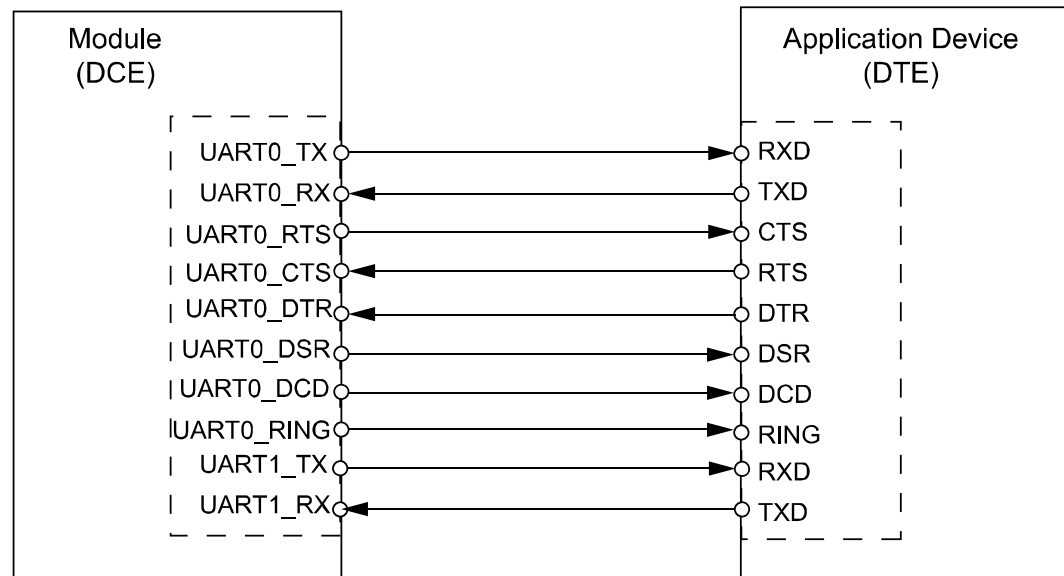 Module
(DCE)
Application Device
(DTE)
UART0_TX
RXD
UART0_RX
TXD
UART0_RTS
CTS
UART0_CTS
RTS
UART0_DTR
DTR
UART0_DSR
DSR
UART0_DCD
DCD
UART0_RING
RING
UART1_TX
RXD
UART1_RX
TXD